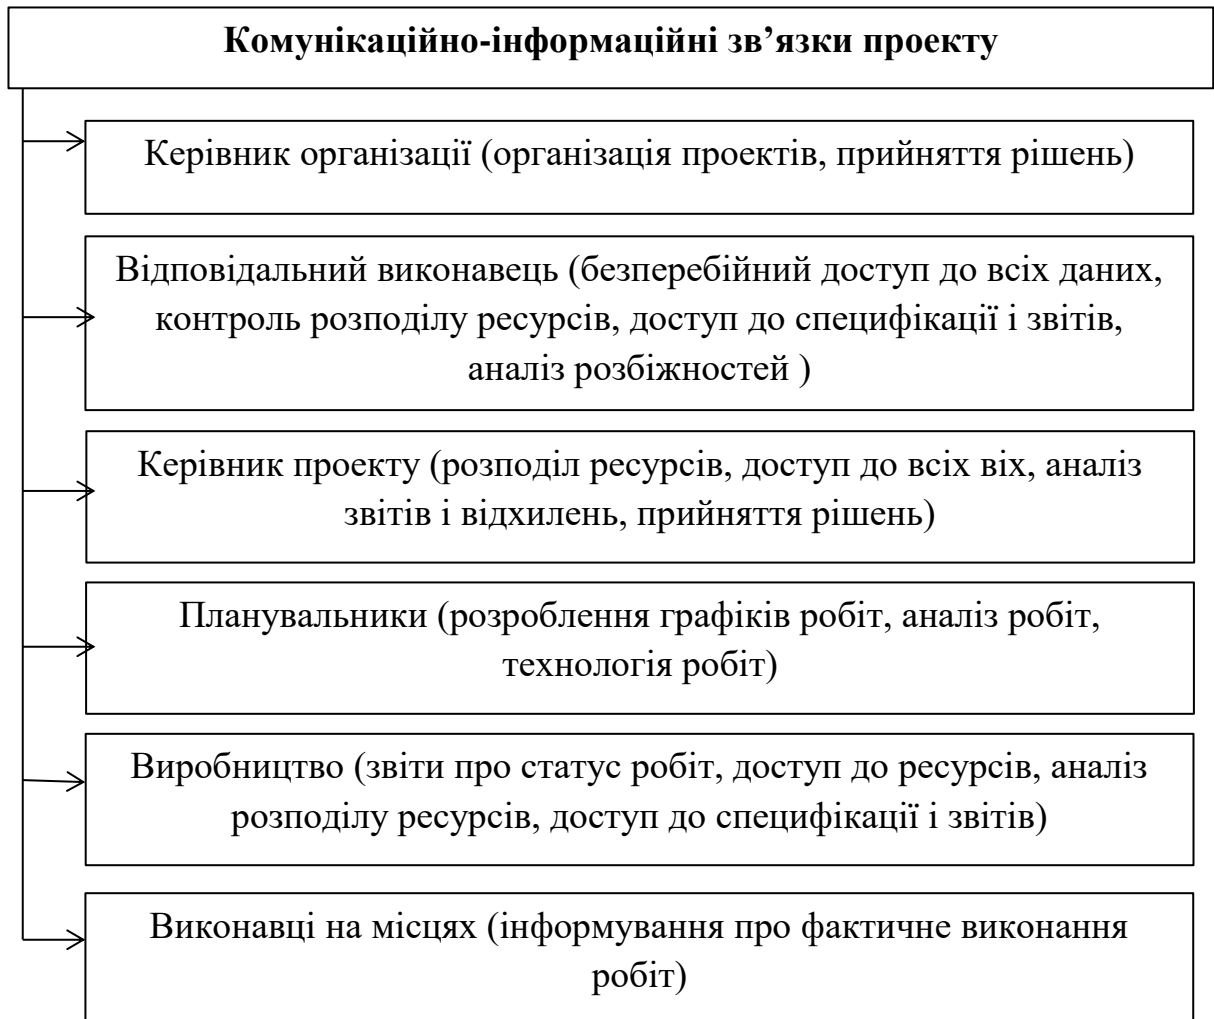 Комунікаційно-інформаційні зв’язки проекту
Керівник організації (організація проектів, прийняття рішень)
Відповідальний виконавець (безперебійний доступ до всіх даних,
контроль розподілу ресурсів, доступ до специфікації і звітів,
аналіз розбіжностей )
Керівник проекту (розподіл ресурсів, доступ до всіх віх, аналіз
звітів і відхилень, прийняття рішень)
Планувальники (розроблення графіків робіт, аналіз робіт,
технологія робіт)
Виробництво (звіти про статус робіт, доступ до ресурсів, аналіз
розподілу ресурсів, доступ до специфікації і звітів)
Виконавці на місцях (інформування про фактичне виконання
робіт)